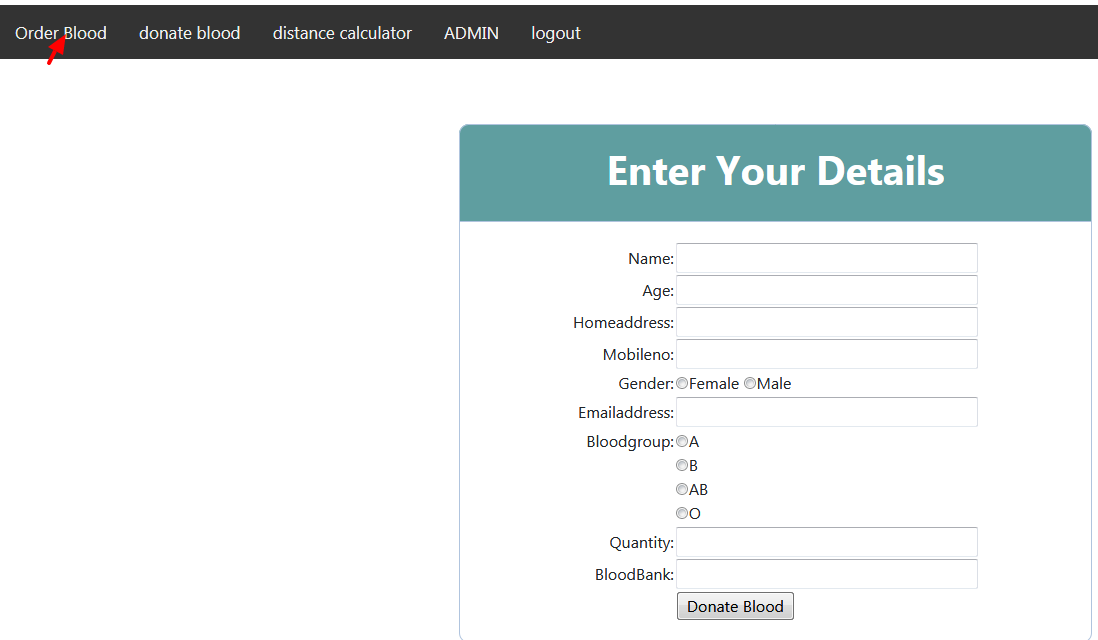 Order Blood donate blood distance calculator ADMIN logout
Enter Your Details
Name:
Age:
Homeaddress:
Mobileno:
Gender: Female Male
Emailaddress:
Bloodgroup: A
B
AB
O
Quantity:
BloodBank:
Donate Blood